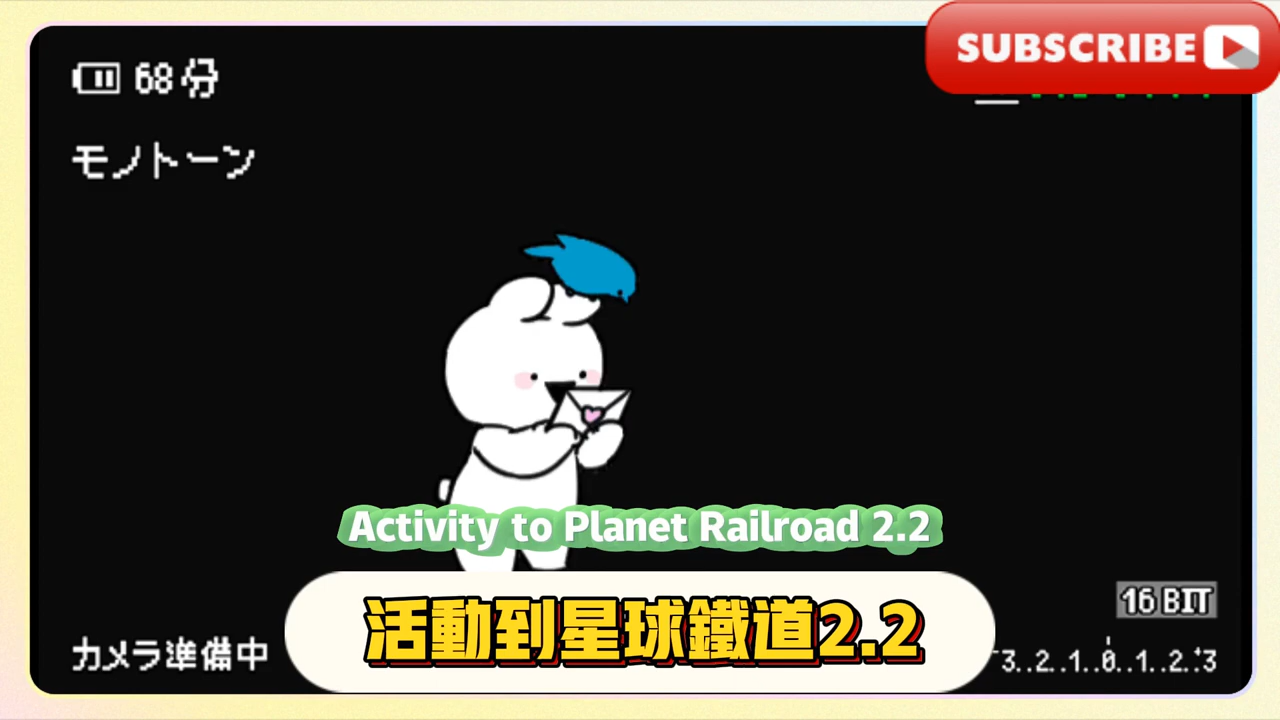 SUBSCRIBE
68分
モノトーン
Activity to Planet Railroad 2.2
活動到星球鐵道2.2
16 BIT
カメラ準備中
⁻3..2..1..0..1..2..⁺3